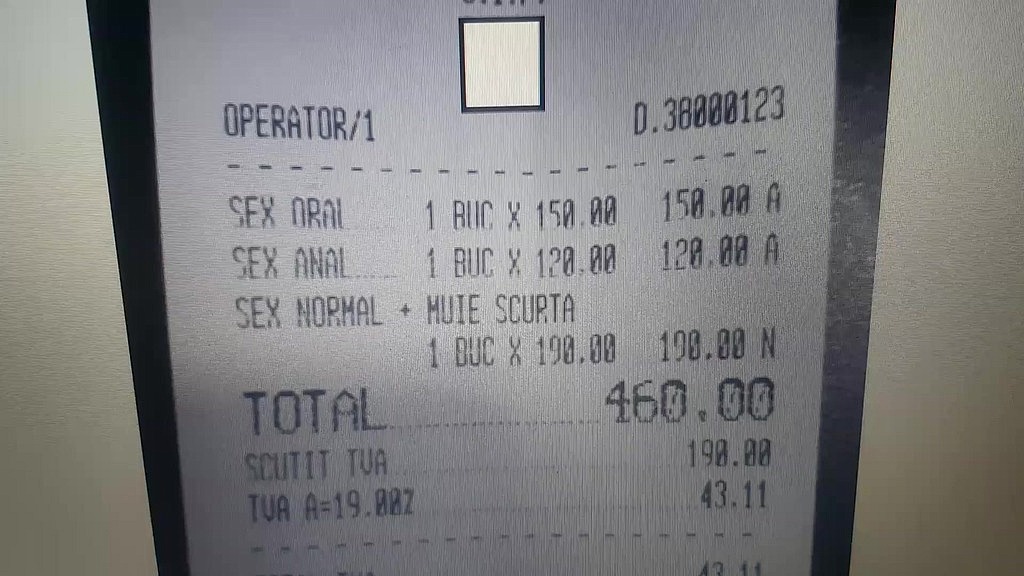 OPERATOR/1 D.38000123
SEX ORAL 1 BUC X 150.00 150.00 A
SEX ANAL 1 BUC X 120.00 120.00 A
SEX NORMAL + MUIE SCURTA
1 BUC X 190.00 190.00 N
TOTAL 460.00
SCUTIT TVA 190.00
TVA A=19.00% 43.11
43.11